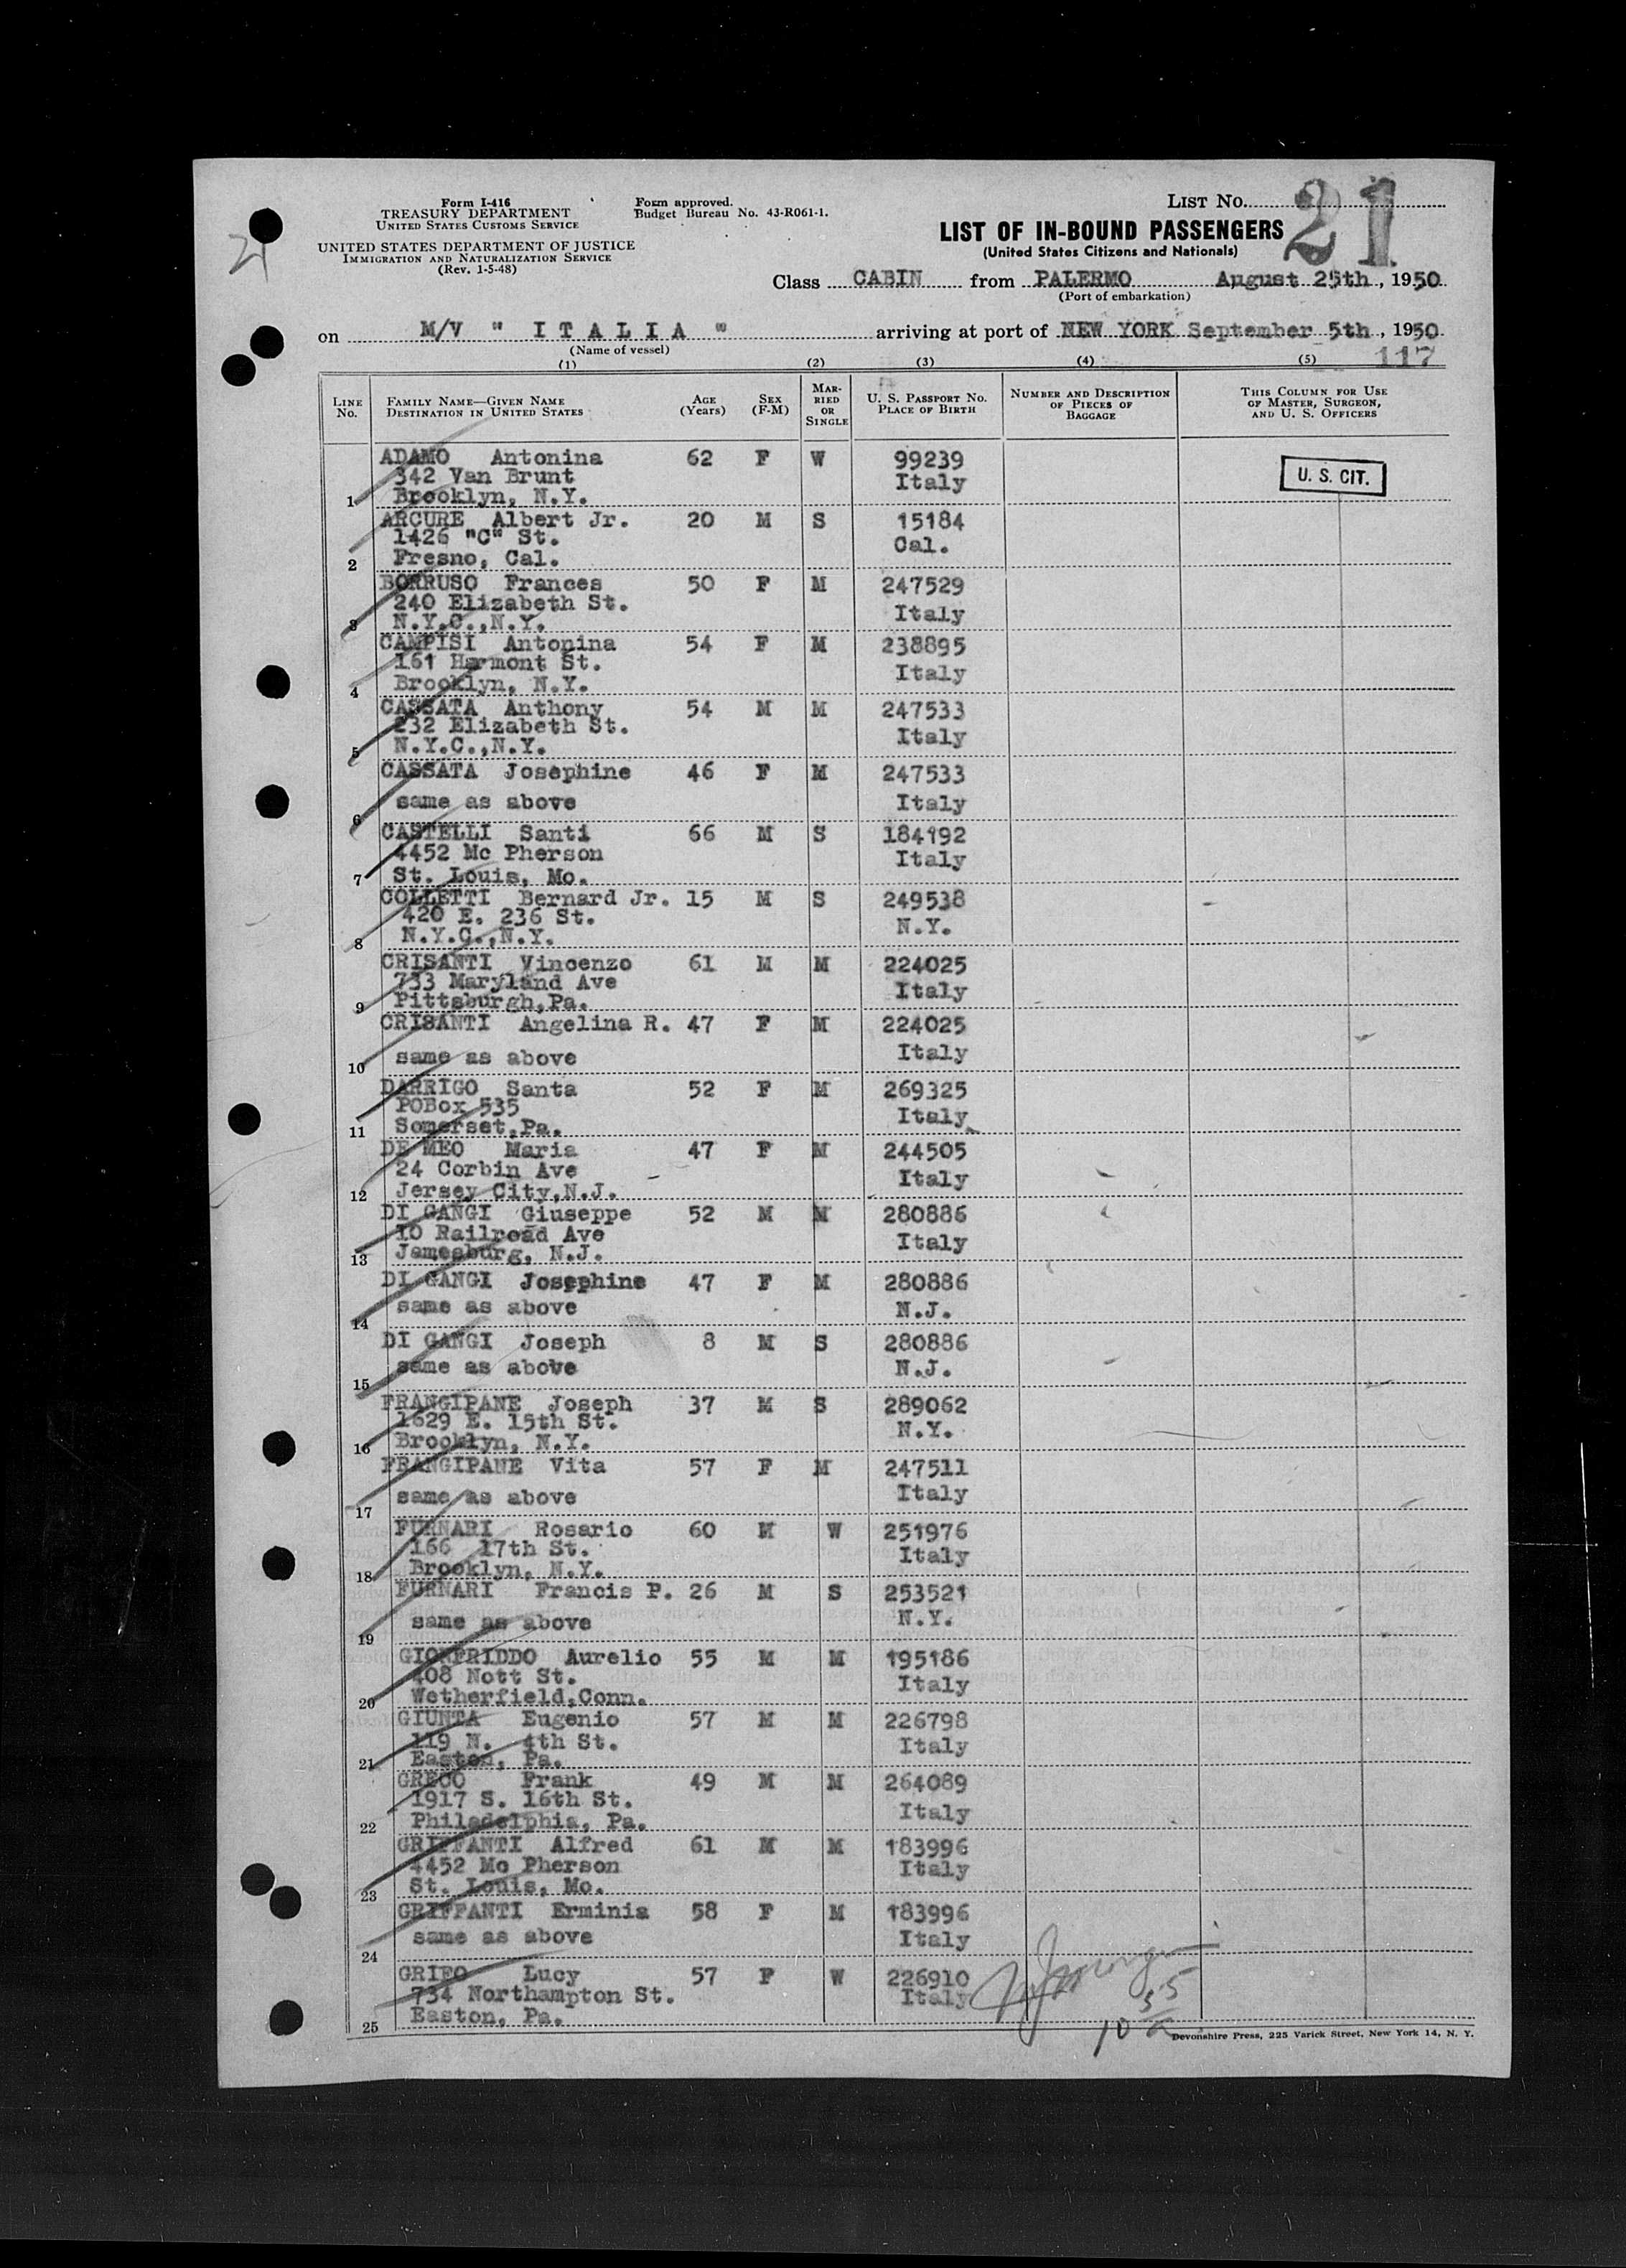 Form I-416
TREASURY DEPARTMENT
UNITED STATES CUSTOMS SERVICE
UNITED STATES DEPARTMENT OF JUSTICE
IMMIGRATION AND NATURALIZATION SERVICE
(Rev. 1-5-48)
Form approved.
Budget Bureau No. 43-R061-1.
LIST No. 21
21
LIST OF IN-BOUND PASSENGERS
(United States Citizens and Nationals)
Class CABIN from PALERMO August 25th, 1950
(Port of embarkation)
on M/V " I T A L I A " arriving at port of NEW YORK September 5th, 1950
(Name of vessel)
117
(1) (2) (3) (4) (5)
LINE No. FAMILY NAME—GIVEN NAME DESTINATION IN UNITED STATES AGE (Years) SEX (F-M) MARRIED OR SINGLE U. S. PASSPORT No. PLACE OF BIRTH NUMBER AND DESCRIPTION OF PIECES OF BAGGAGE THIS COLUMN FOR USE OF MASTER, SURGEON, AND U. S. OFFICERS
ADAMO Antonina 62 F W 99239
342 Van Brunt Italy U. S. CIT.
1 Brooklyn, N.Y.
ARCURE Albert Jr. 20 M S 15184
1426 "C" St. Cal.
2 Fresno, Cal.
BORRUSO Frances 50 F M 247529
240 Elizabeth St. Italy
3 N.Y.C.,N.Y.
CAMPISI Antonina 54 F M 238895
161 Harmont St. Italy
4 Brooklyn, N.Y.
CASSATA Anthony 54 M M 247533
232 Elizabeth St. Italy
5 N.Y.C.,N.Y.
CASSATA Josephine 46 F M 247533
6 same as above Italy
CASTELLI Santi 66 M S 184192
4452 Mc Pherson Italy
7 St. Louis, Mo.
COLLETTI Bernard Jr. 15 M S 249538
420 E. 236 St. N.Y.
8 N.Y.C.,N.Y.
CRISANTI Vincenzo 61 M M 224025
733 Maryland Ave Italy
9 Pittsburgh,Pa.
CRISANTI Angelina R. 47 F M 224025
10 same as above Italy
DARRIGO Santa 52 F M 269325
POBox 535 Italy
11 Somerset,Pa.
DE MEO Maria 47 F M 244505
24 Corbin Ave Italy
12 Jersey City,N.J.
DI GANGI Giuseppe 52 M M 280886
10 Railroad Ave Italy
13 Jamesburg, N.J.
DI GANGI Josephine 47 F M 280886
14 same as above N.J.
DI GANGI Joseph 8 M S 280886
15 same as above N.J.
FRANGIPANE Joseph 37 M S 289062
1629 E. 15th St. N.Y.
16 Brooklyn, N.Y.
FRANGIPANE Vita 57 F M 247511
17 same as above Italy
FURNARI Rosario 60 M W 251976
166 17th St. Italy
18 Brooklyn, N.Y.
FURNARI Francis P. 26 M S 253521
19 same as above N.Y.
GIONFRIDDO Aurelio 55 M M 195186
408 Nott St. Italy
20 Wetherfield,Conn.
GIUNTA Eugenio 57 M M 226798
119 N. 4th St. Italy
21 Easton, Pa.
GRECO Frank 49 M M 264089
1917 S. 16th St. Italy
22 Philadelphia, Pa.
GRIFFANTI Alfred 61 M M 183996
4452 Mc Pherson Italy
23 St. Louis, Mo.
GRIFFANTI Erminia 58 F M 183996
24 same as above Italy
GRIFO Lucy 57 F W 226910
734 Northampton St. Italy
25 Easton, Pa.
Devonshire Press, 225 Varick Street, New York 14, N. Y.